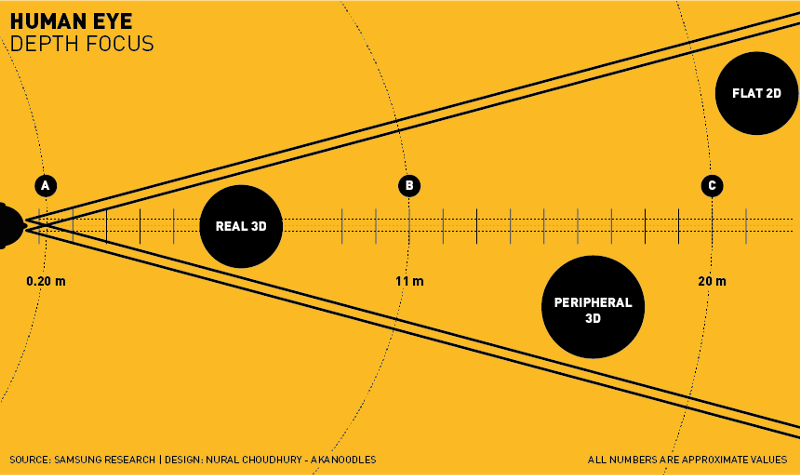 HUMAN EYE
DEPTH FOCUS
FLAT 2D
A
B
C
REAL 3D
0.20 m
11 m
20 m
PERIPHERAL
3D
SOURCE: SAMSUNG RESEARCH | DESIGN: NURAL CHOUDHURY - AKANOODLES
ALL NUMBERS ARE APPROXIMATE VALUES